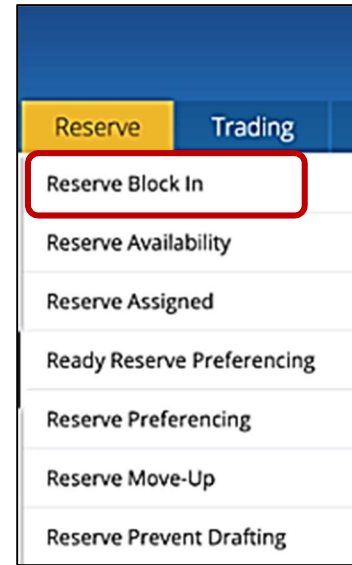 Reserve Trading
Reserve Block In
Reserve Availability
Reserve Assigned
Ready Reserve Preferencing
Reserve Preferencing
Reserve Move-Up
Reserve Prevent Drafting